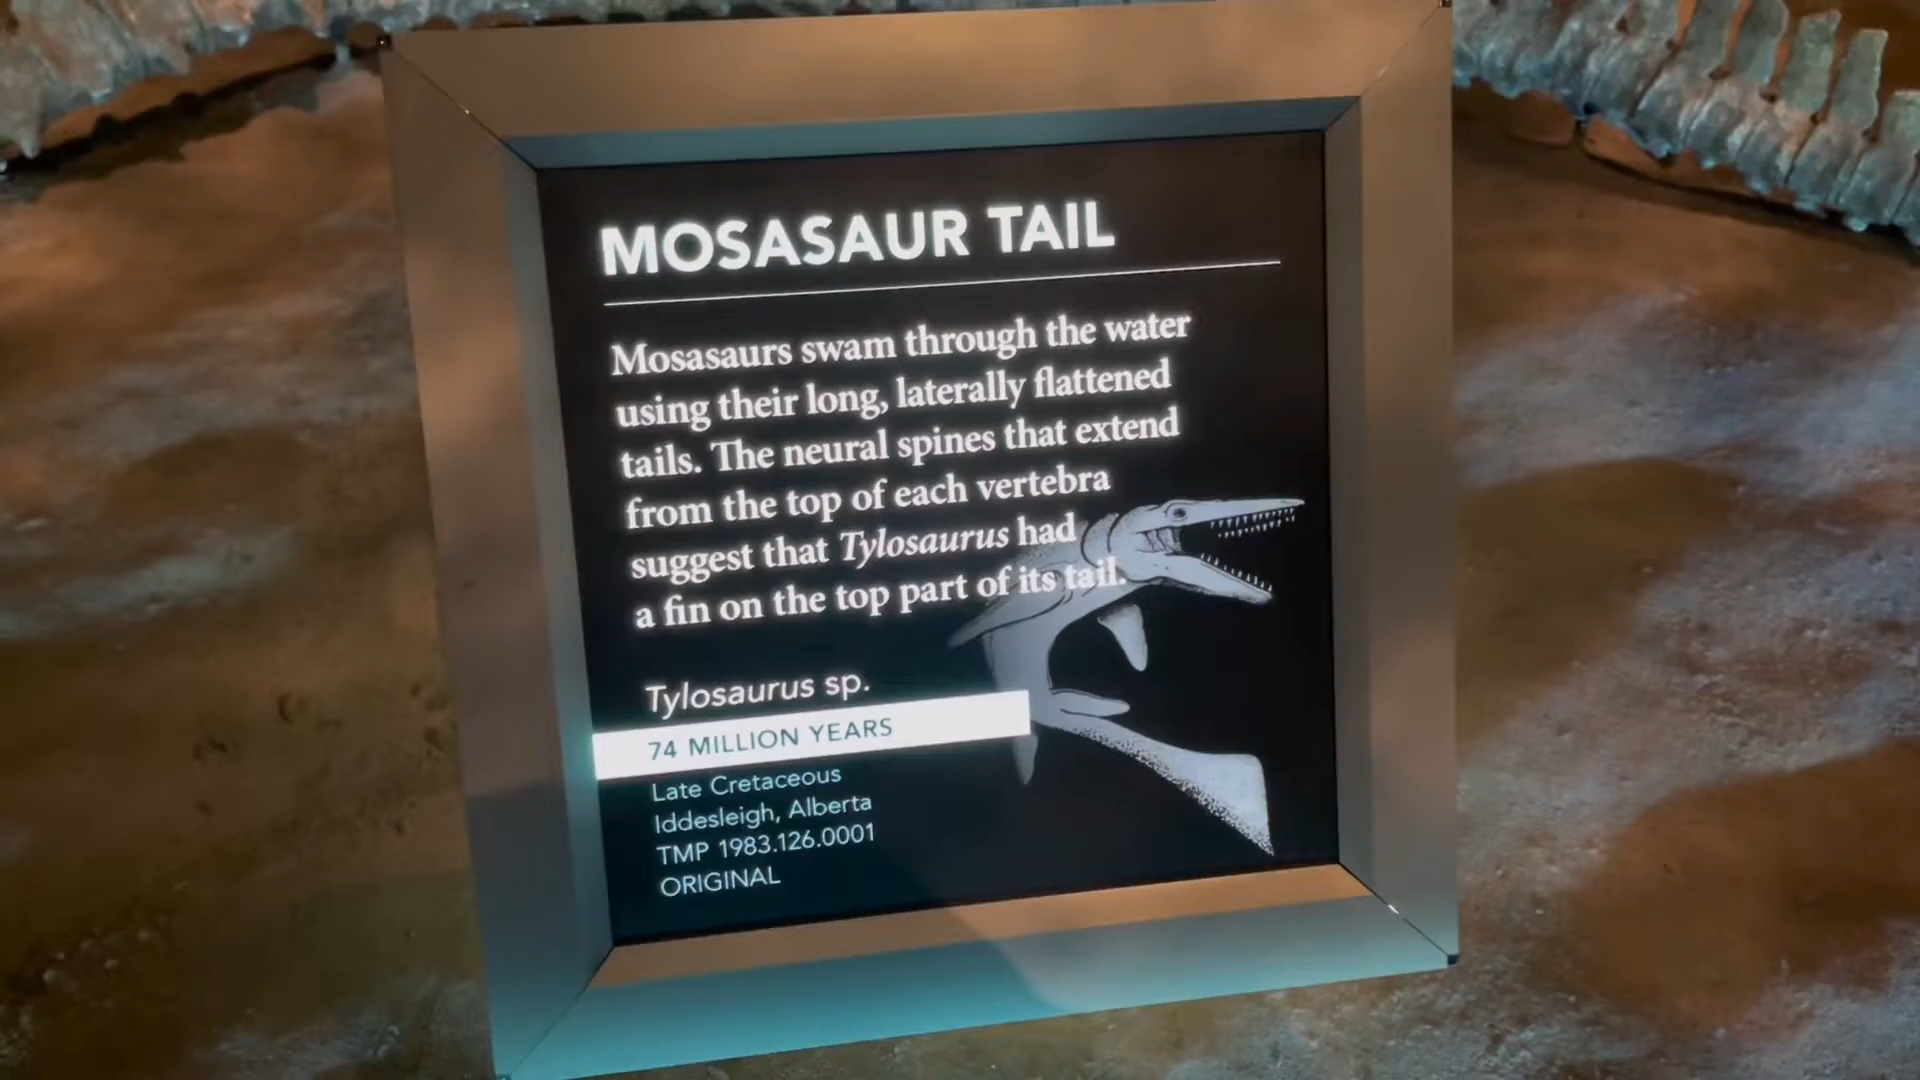 MOSASAUR TAIL
Mosasaurs swam through the water
using their long, laterally flattened
tails. The neural spines that extend
from the top of each vertebra
suggest that Tylosaurus had
a fin on the top part of its tail.
Tylosaurus sp.
74 MILLION YEARS
Late Cretaceous
Iddesleigh, Alberta
TMP 1983.126.0001
ORIGINAL